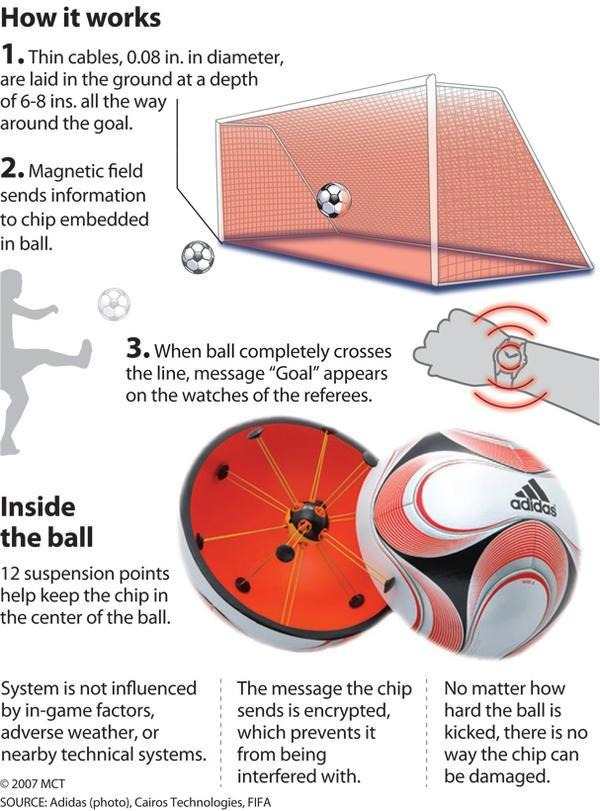 How it works
1. Thin cables, 0.08 in. in diameter,
are laid in the ground at a depth
of 6-8 ins. all the way
around the goal.
2. Magnetic field
sends information
to chip embedded
in ball.
3. When ball completely crosses
the line, message “Goal” appears
on the watches of the referees.
Inside
the ball
12 suspension points
help keep the chip in
the center of the ball.
adidas
System is not influenced
by in-game factors,
adverse weather, or
nearby technical systems.
The message the chip
sends is encrypted,
which prevents it
from being
interfered with.
No matter how
hard the ball is
kicked, there is no
way the chip can
be damaged.
© 2007 MCT
SOURCE: Adidas (photo), Cairos Technologies, FIFA